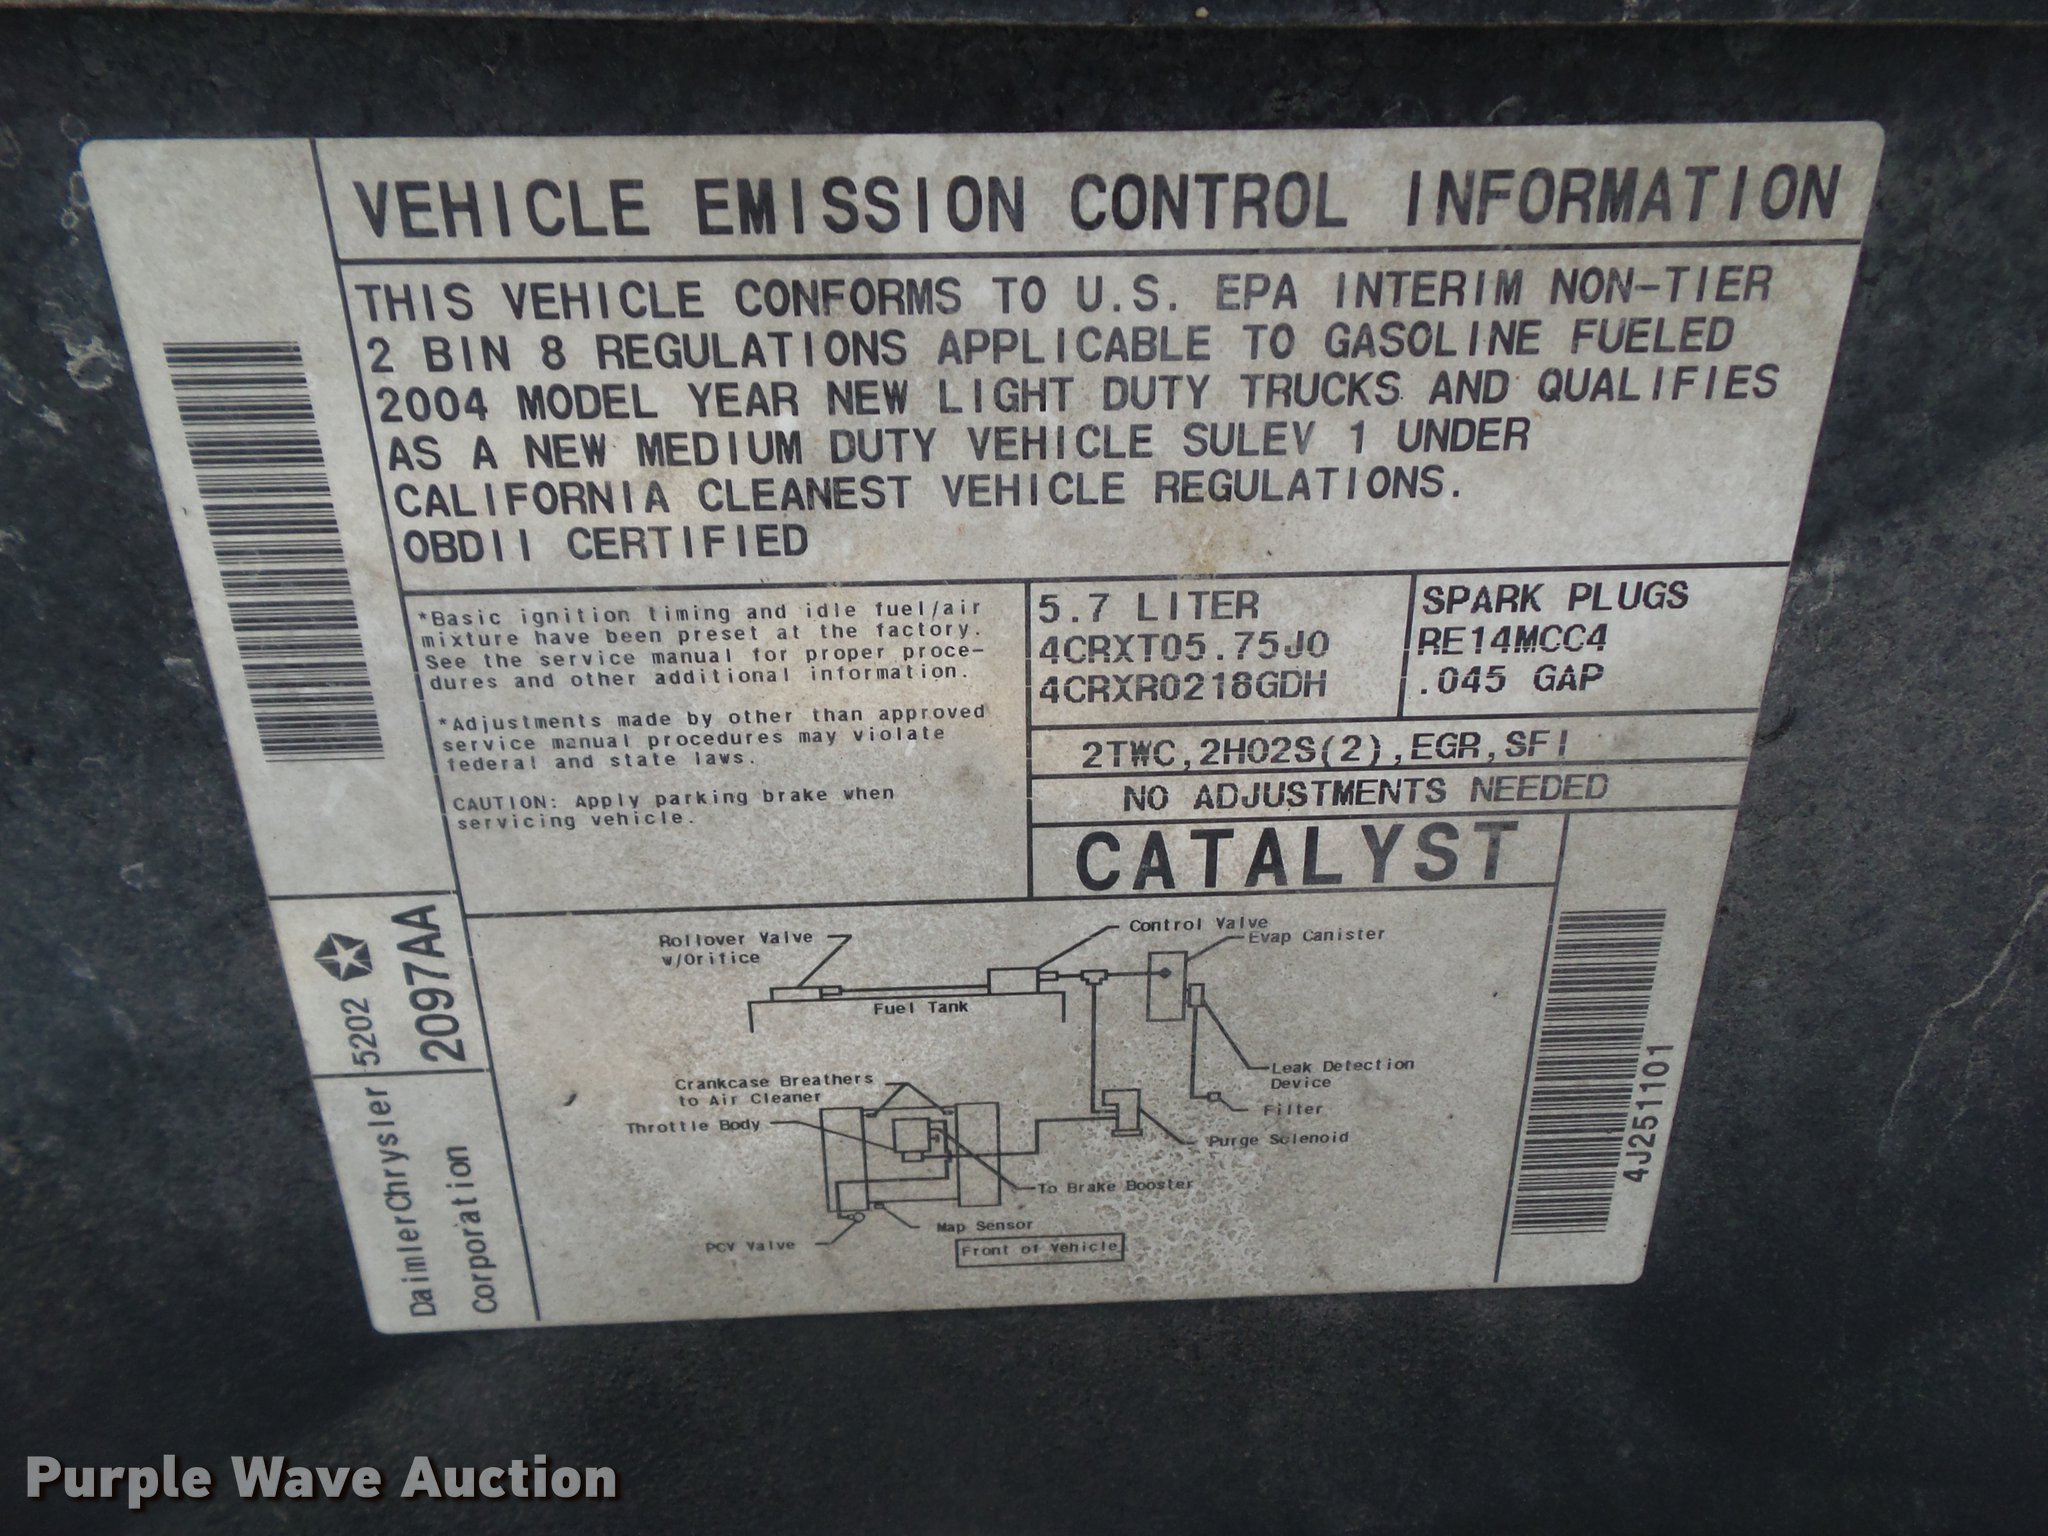 VEHICLE EMISSION CONTROL INFORMATION
THIS VEHICLE CONFORMS TO U.S. EPA INTERIM NON-TIER
2 BIN 8 REGULATIONS APPLICABLE TO GASOLINE FUELED
2004 MODEL YEAR NEW LIGHT DUTY TRUCKS AND QUALIFIES
AS A NEW MEDIUM DUTY VEHICLE SULEV 1 UNDER
CALIFORNIA CLEANEST VEHICLE REGULATIONS.
OBDII CERTIFIED
*Basic ignition timing and idle fuel/air
mixture have been preset at the factory.
See the service manual for proper proce-
dures and other additional information.
*Adjustments made by other than approved
service manual procedures may violate
federal and state laws.
CAUTION: Apply parking brake when
servicing vehicle.
5.7 LITER
4CRXT05.75J0
4CRXR0218GDH
SPARK PLUGS
RE14MCC4
.045 GAP
2TWC,2HO2S(2),EGR,SFI
NO ADJUSTMENTS NEEDED
CATALYST
Rollover Valve
w/Orifice
Control Valve
Evap Canister
Fuel Tank
Leak Detection
Device
Filter
Purge Solenoid
Crankcase Breathers
to Air Cleaner
Throttle Body
To Brake Booster
Map Sensor
PCV Valve
Front of Vehicle
DaimlerChrysler
Corporation
5202
2097AA
4J251101
Purple Wave Auction